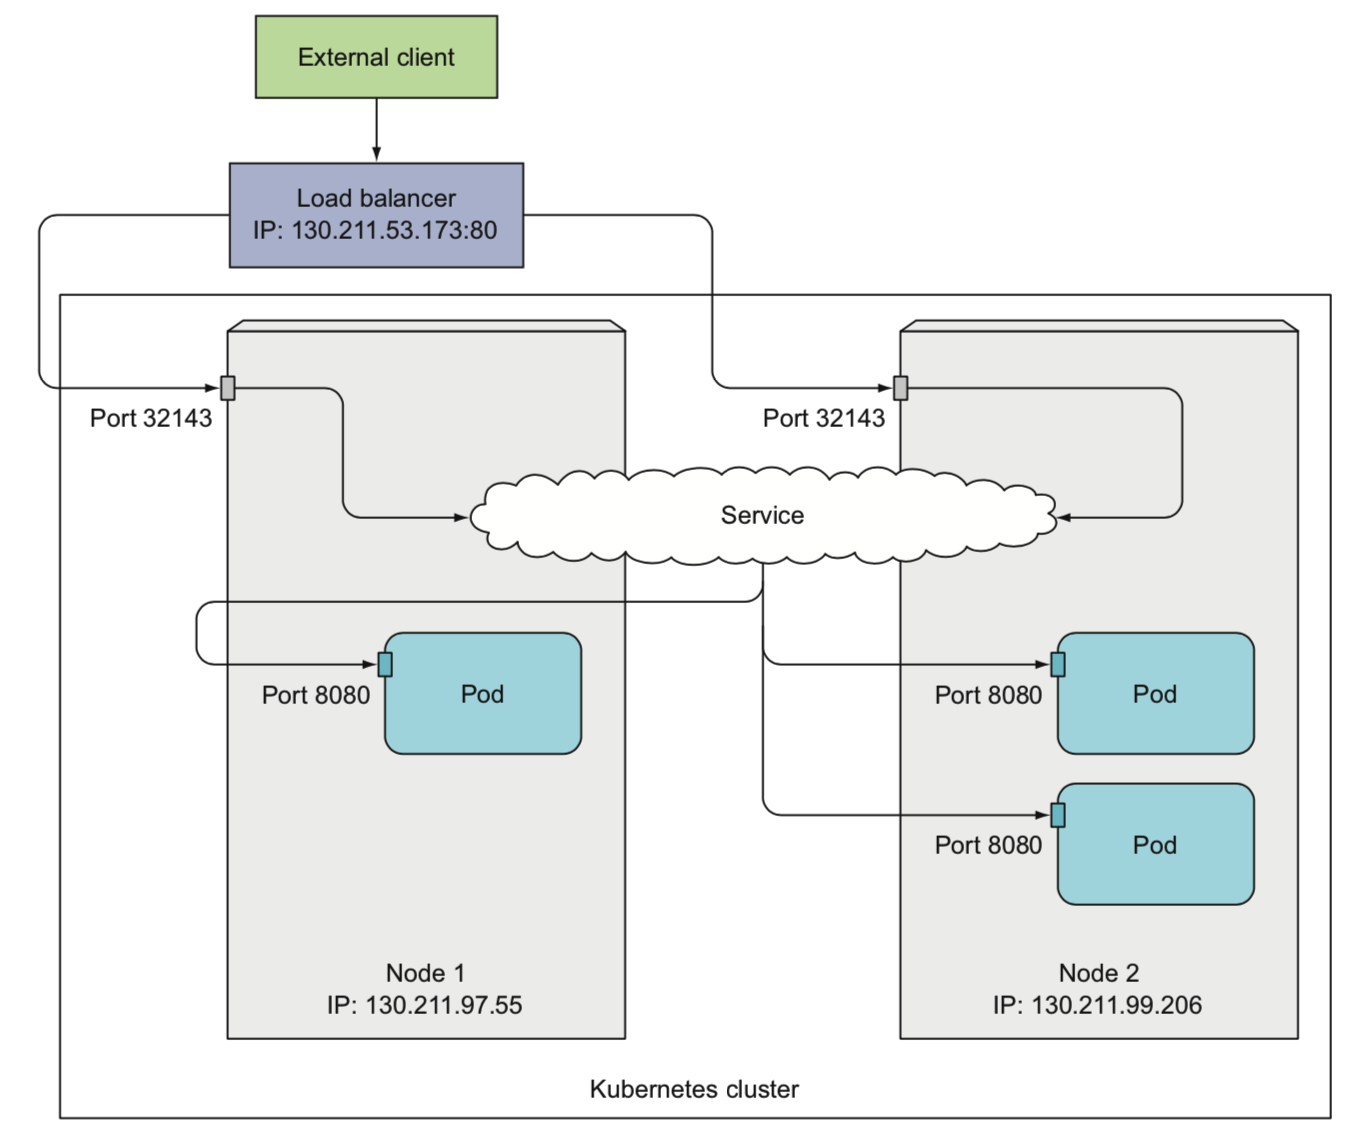 External client
Load balancer
IP: 130.211.53.173:80
Port 32143
Port 32143
Service
Port 8080
Pod
Port 8080
Pod
Port 8080
Pod
Node 1
IP: 130.211.97.55
Node 2
IP: 130.211.99.206
Kubernetes cluster